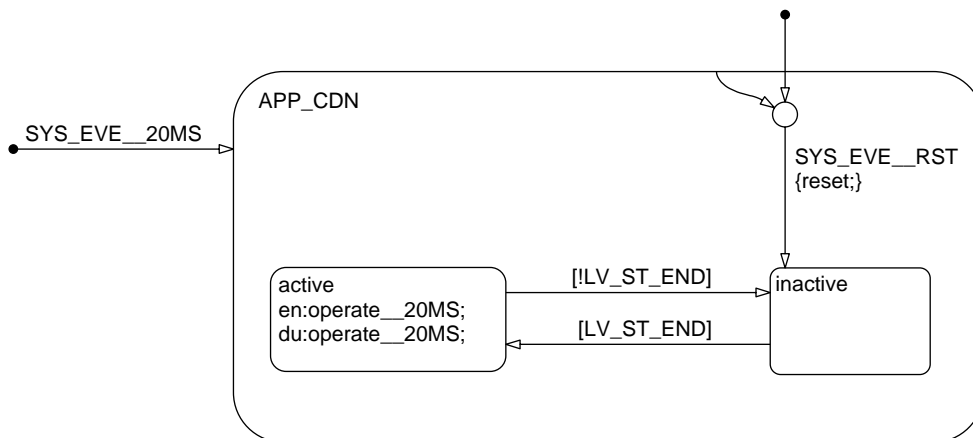 APP_CDN
SYS_EVE__20MS
SYS_EVE__RST
{reset;}
active
en:operate__20MS;
du:operate__20MS;
[!LV_ST_END]
[LV_ST_END]
inactive